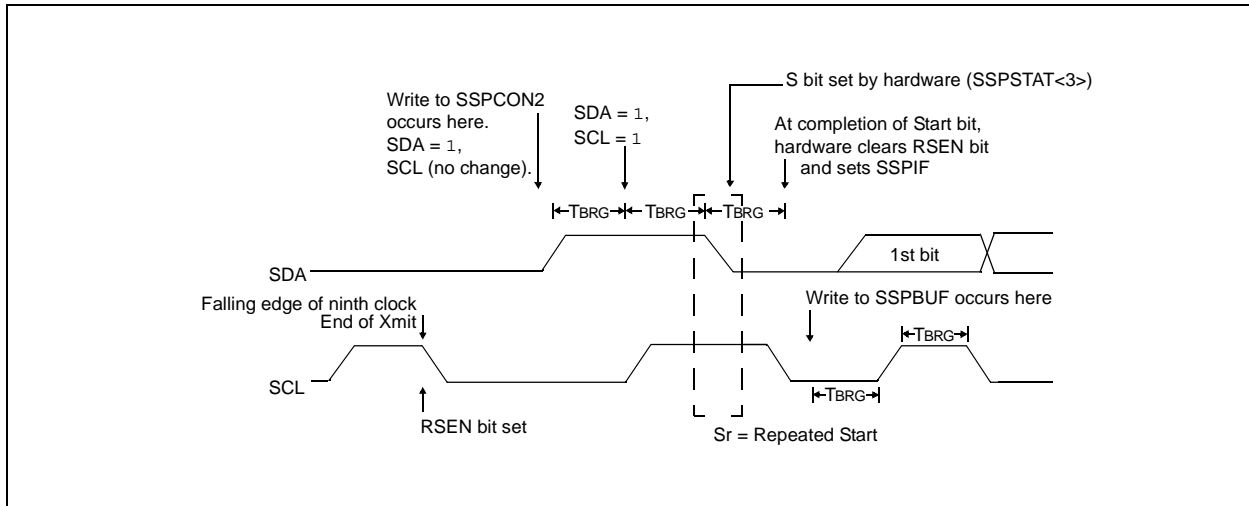 S bit set by hardware (SSPSTAT<3>)
Write to SSPCON2
occurs here.
SDA = 1,
SCL (no change).
SDA = 1,
SCL = 1
At completion of Start bit,
hardware clears RSEN bit
and sets SSPIF
TBRG
TBRG
TBRG
SDA
1st bit
Falling edge of ninth clock
End of Xmit
Write to SSPBUF occurs here
TBRG
SCL
TBRG
RSEN bit set
Sr = Repeated Start